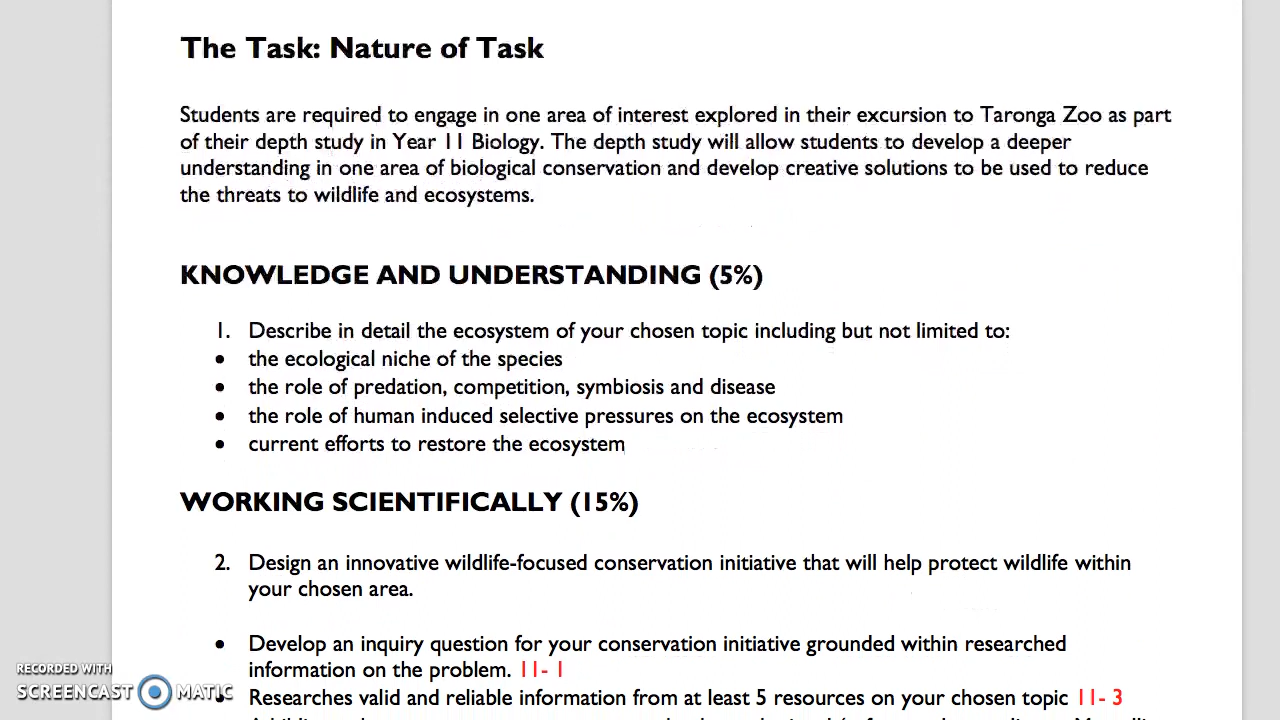 The Task: Nature of Task
Students are required to engage in one area of interest explored in their excursion to Taronga Zoo as part
of their depth study in Year 11 Biology. The depth study will allow students to develop a deeper
understanding in one area of biological conservation and develop creative solutions to be used to reduce
the threats to wildlife and ecosystems.
KNOWLEDGE AND UNDERSTANDING (5%)
1. Describe in detail the ecosystem of your chosen topic including but not limited to:
• the ecological niche of the species
• the role of predation, competition, symbiosis and disease
• the role of human induced selective pressures on the ecosystem
• current efforts to restore the ecosystem
WORKING SCIENTIFICALLY (15%)
2. Design an innovative wildlife-focused conservation initiative that will help protect wildlife within
your chosen area.
• Develop an inquiry question for your conservation initiative grounded within researched
information on the problem. 11- 1
• Researches valid and reliable information from at least 5 resources on your chosen topic 11- 3
RECORDED WITH
SCREENCAST MATIC